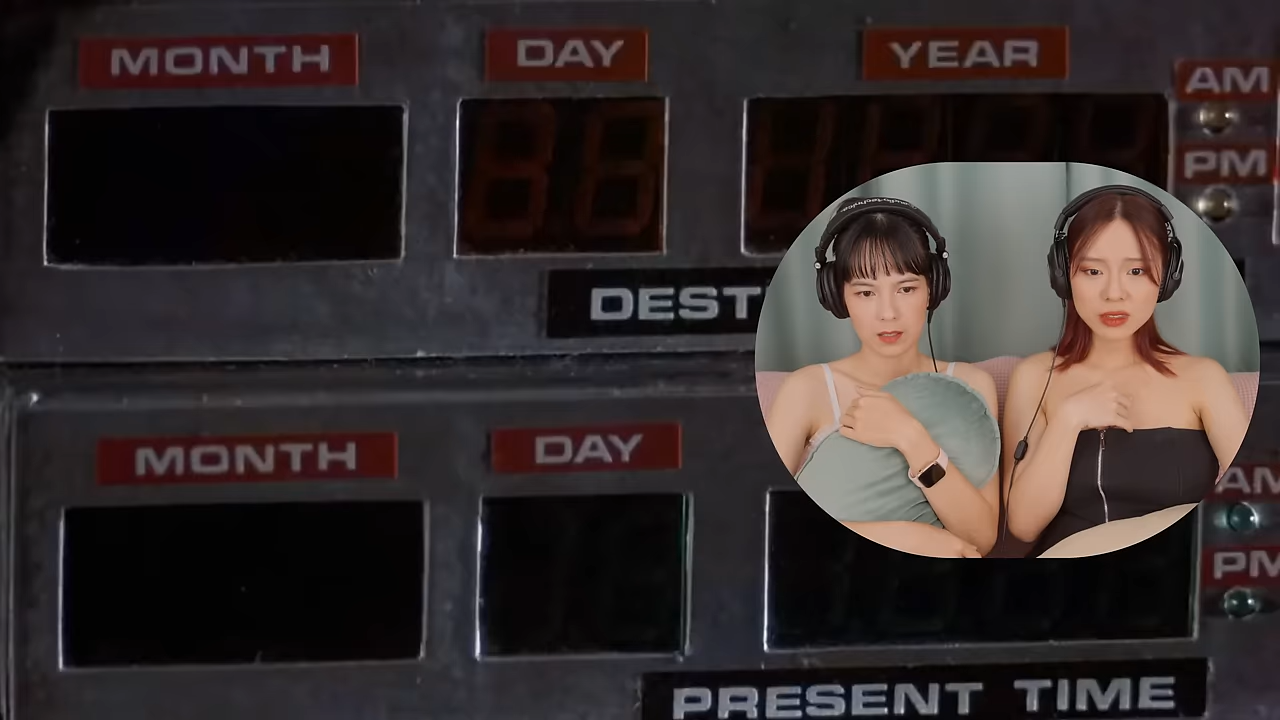 MONTH DAY YEAR
AM
PM
DEST
MONTH DAY
AM
PM
PRESENT TIME